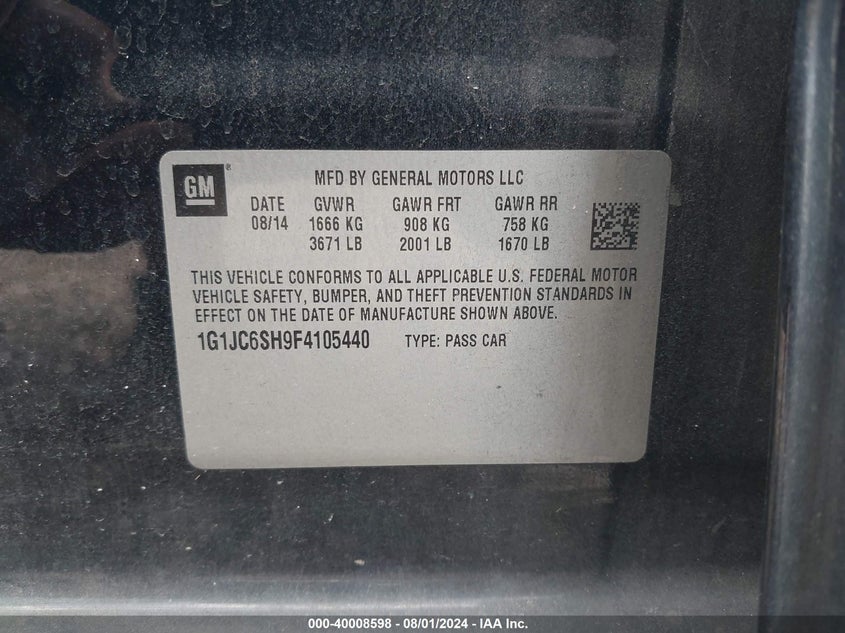 GM ®
MFD BY GENERAL MOTORS LLC
DATE GVWR GAWR FRT GAWR RR
08/14 1666 KG 908 KG 758 KG
3671 LB 2001 LB 1670 LB
THIS VEHICLE CONFORMS TO ALL APPLICABLE U.S. FEDERAL MOTOR
VEHICLE SAFETY, BUMPER, AND THEFT PREVENTION STANDARDS IN
EFFECT ON THE DATE OF MANUFACTURE SHOWN ABOVE.
1G1JC6SH9F4105440 TYPE: PASS CAR
000-40008598 - 08/01/2024 - IAA Inc.